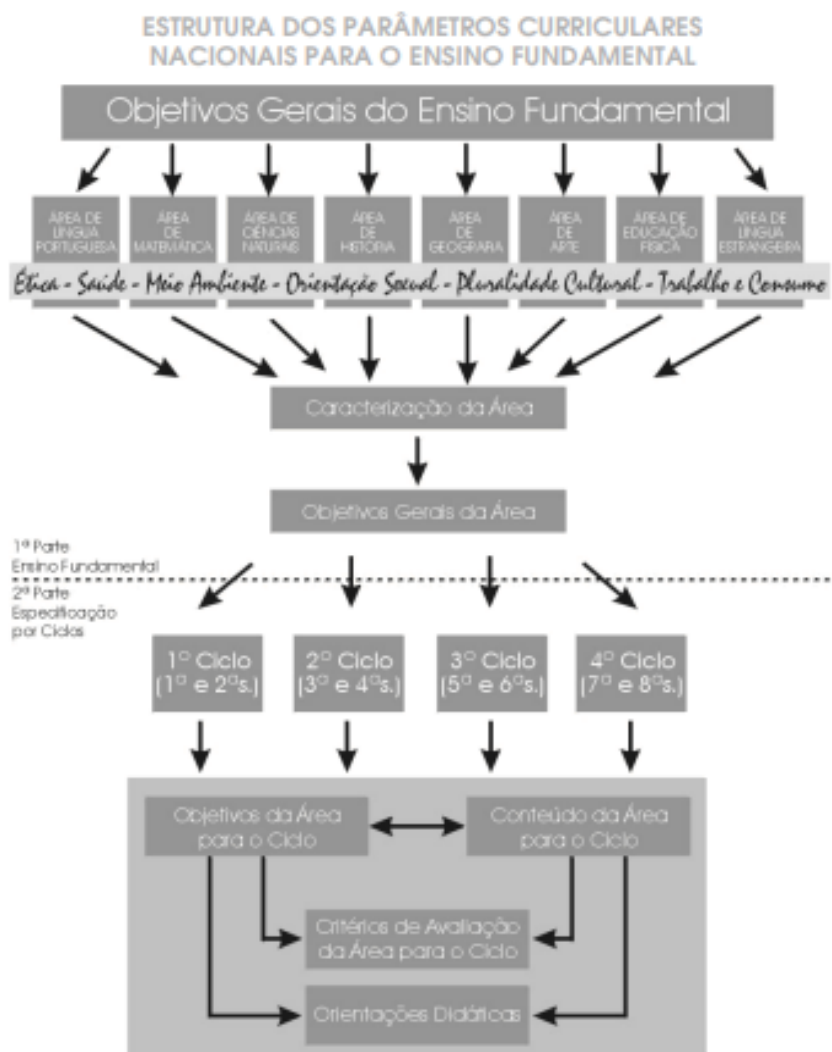 ESTRUTURA DOS PARÂMETROS CURRICULARES
NACIONAIS PARA O ENSINO FUNDAMENTAL
Objetivos Gerais do Ensino Fundamental
ÁREA DE
LÍNGUA
PORTUGUESA
ÁREA
DE
MATEMÁTICA
ÁREA DE
CIÊNCIAS
NATURAIS
ÁREA
DE
HISTÓRIA
ÁREA
DE
GEOGRAFIA
ÁREA
DE
ARTE
ÁREA DE
EDUCAÇÃO
FÍSICA
ÁREA DE
LÍNGUA
ESTRANGEIRA
Ética - Saúde - Meio Ambiente - Orientação Sexual - Pluralidade Cultural - Trabalho e Consumo
Caracterização da Área
Objetivos Gerais da Área
1ª Parte
Ensino Fundamental
2ª Parte
Especificação
por Ciclos
1º Ciclo
(1ª e 2ªs.)
2º Ciclo
(3ª e 4ªs.)
3º Ciclo
(5ª e 6ªs.)
4º Ciclo
(7ª e 8ªs.)
Objetivos da Área
para o Ciclo
Conteúdo da Área
para o Ciclo
Critérios de Avaliação
da Área para o Ciclo
Orientações Didáticas